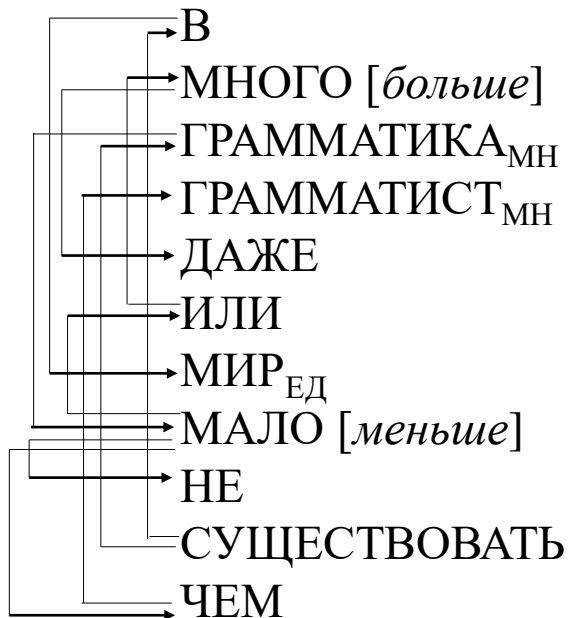 В
МНОГО [больше]
ГРАММАТИКАМН
ГРАММАТИСТМН
ДАЖЕ
ИЛИ
МИРЕД
МАЛО [меньше]
НЕ
СУЩЕСТВОВАТЬ
ЧЕМ